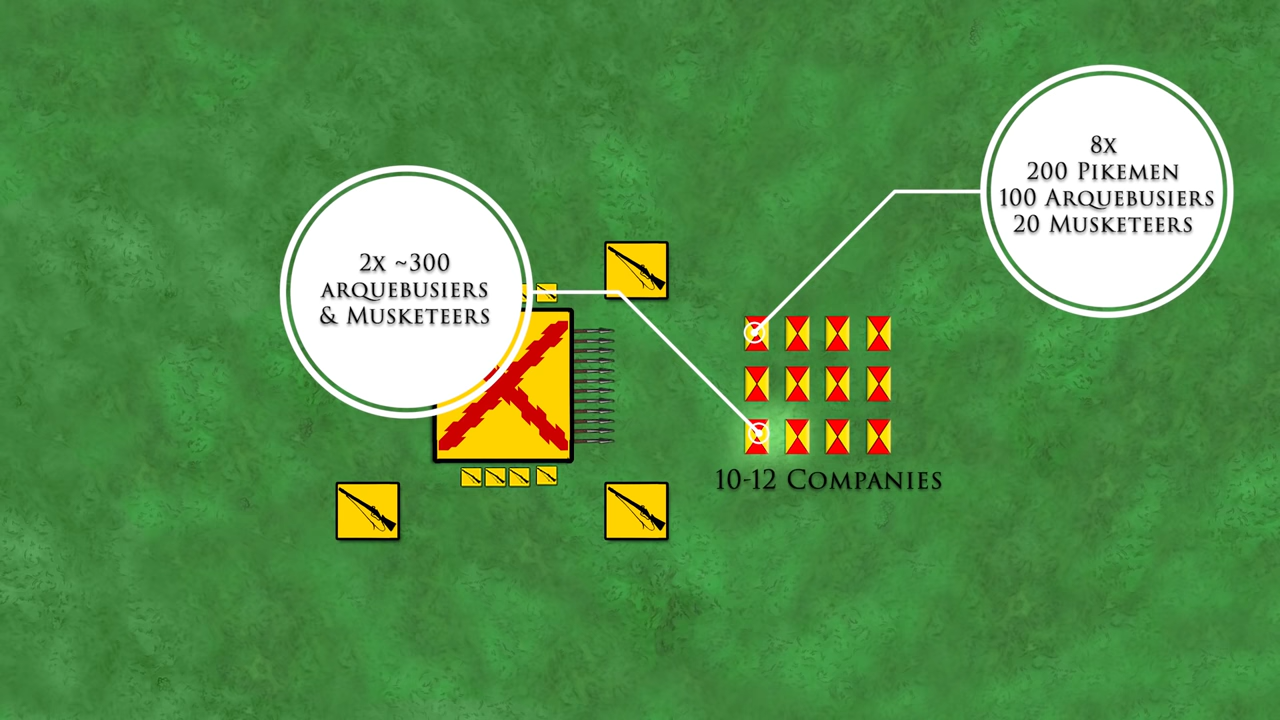 2x ~300
arquebusiers
& Musketeers
8x
200 Pikemen
100 Arquebusiers
20 Musketeers
10-12 Companies